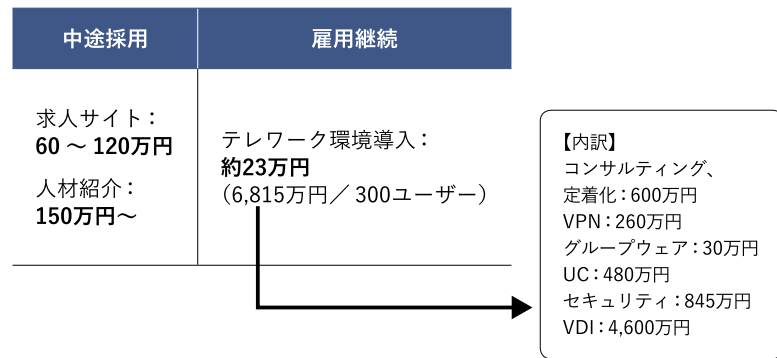 中途採用
雇用継続
求人サイト：
60 〜 120万円
人材紹介：
150万円〜
テレワーク環境導入：
約23万円
（6,815万円／ 300ユーザー）
【内訳】
コンサルティング、
定着化：600万円
VPN：260万円
グループウェア：30万円
UC：480万円
セキュリティ：845万円
VDI：4,600万円